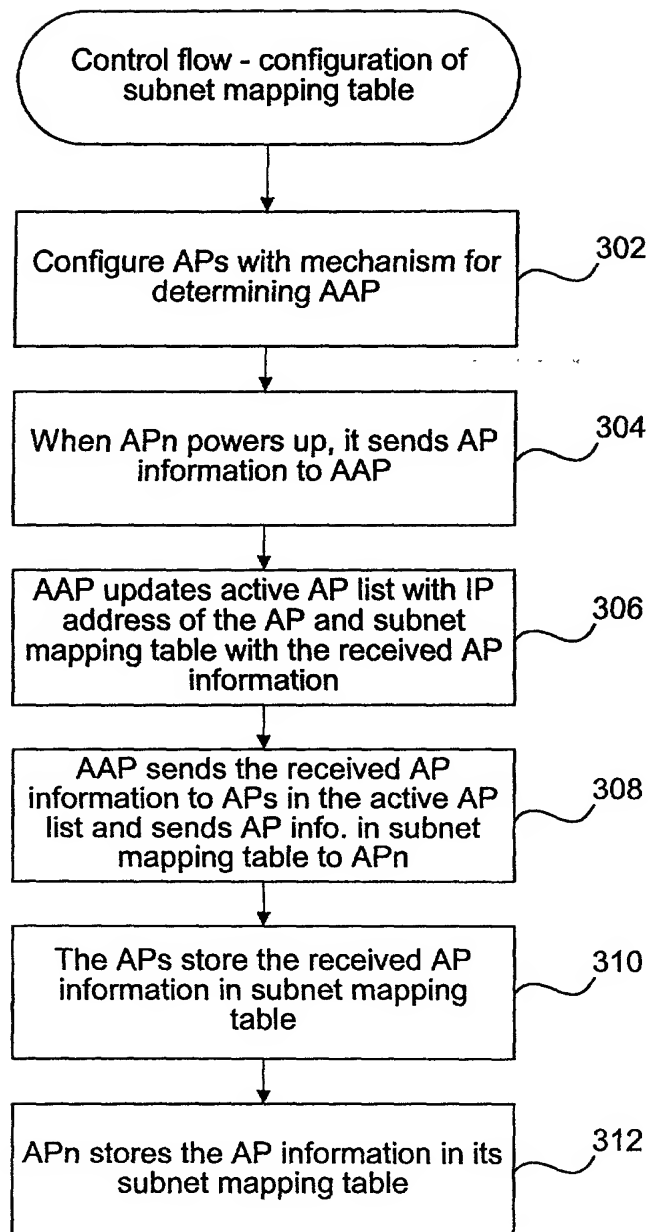 Control flow - configuration of
subnet mapping table
Configure APs with mechanism for
determining AAP
302
When APn powers up, it sends AP
information to AAP
304
AAP updates active AP list with IP
address of the AP and subnet
mapping table with the received AP
information
306
AAP sends the received AP
information to APs in the active AP
list and sends AP info. in subnet
mapping table to APn
308
The APs store the received AP
information in subnet mapping
table
310
APn stores the AP information in its
subnet mapping table
312